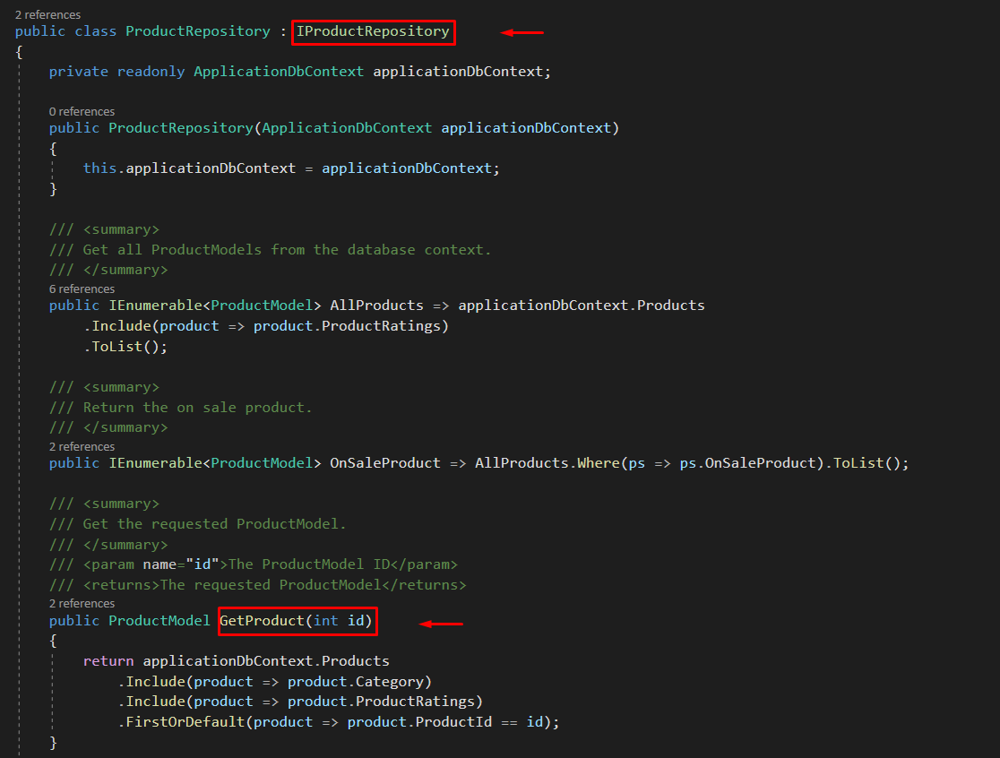 2 references
public class ProductRepository : IProductRepository
{
private readonly ApplicationDbContext applicationDbContext;
0 references
public ProductRepository(ApplicationDbContext applicationDbContext)
{
this.applicationDbContext = applicationDbContext;
}
/// <summary>
/// Get all ProductModels from the database context.
/// </summary>
6 references
public IEnumerable<ProductModel> AllProducts => applicationDbContext.Products
.Include(product => product.ProductRatings)
.ToList();
/// <summary>
/// Return the on sale product.
/// </summary>
2 references
public IEnumerable<ProductModel> OnSaleProduct => AllProducts.Where(ps => ps.OnSaleProduct).ToList();
/// <summary>
/// Get the requested ProductModel.
/// </summary>
/// <param name="id">The ProductModel ID</param>
/// <returns>The requested ProductModel</returns>
2 references
public ProductModel GetProduct(int id)
{
return applicationDbContext.Products
.Include(product => product.Category)
.Include(product => product.ProductRatings)
.FirstOrDefault(product => product.ProductId == id);
}